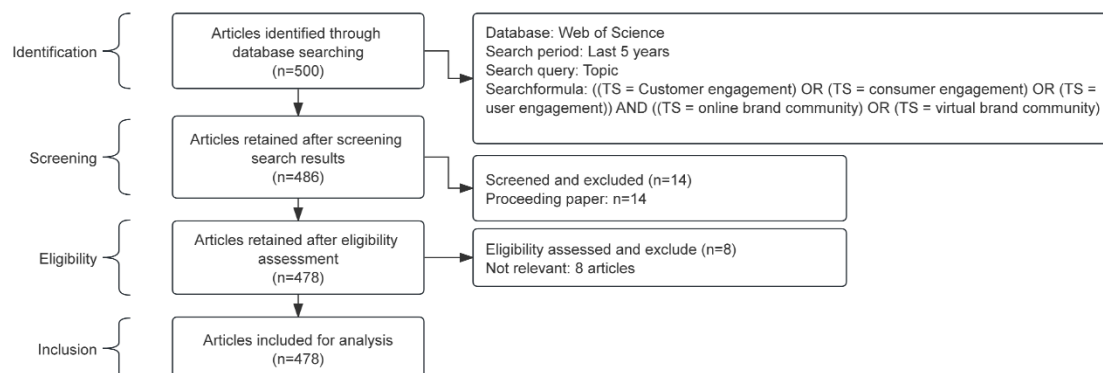 Identification
Articles identified through
database searching
(n=500)
Database: Web of Science
Search period: Last 5 years
Search query: Topic
Searchformula: ((TS = Customer engagement) OR (TS = consumer engagement) OR (TS =
user engagement)) AND ((TS = online brand community) OR (TS = virtual brand community)
Screening
Articles retained after screening
search results
(n=486)
Screened and excluded (n=14)
Proceeding paper: n=14
Eligibility
Articles retained after eligibility
assessment
(n=478)
Eligibility assessed and exclude (n=8)
Not relevant: 8 articles
Inclusion
Articles included for analysis
(n=478)